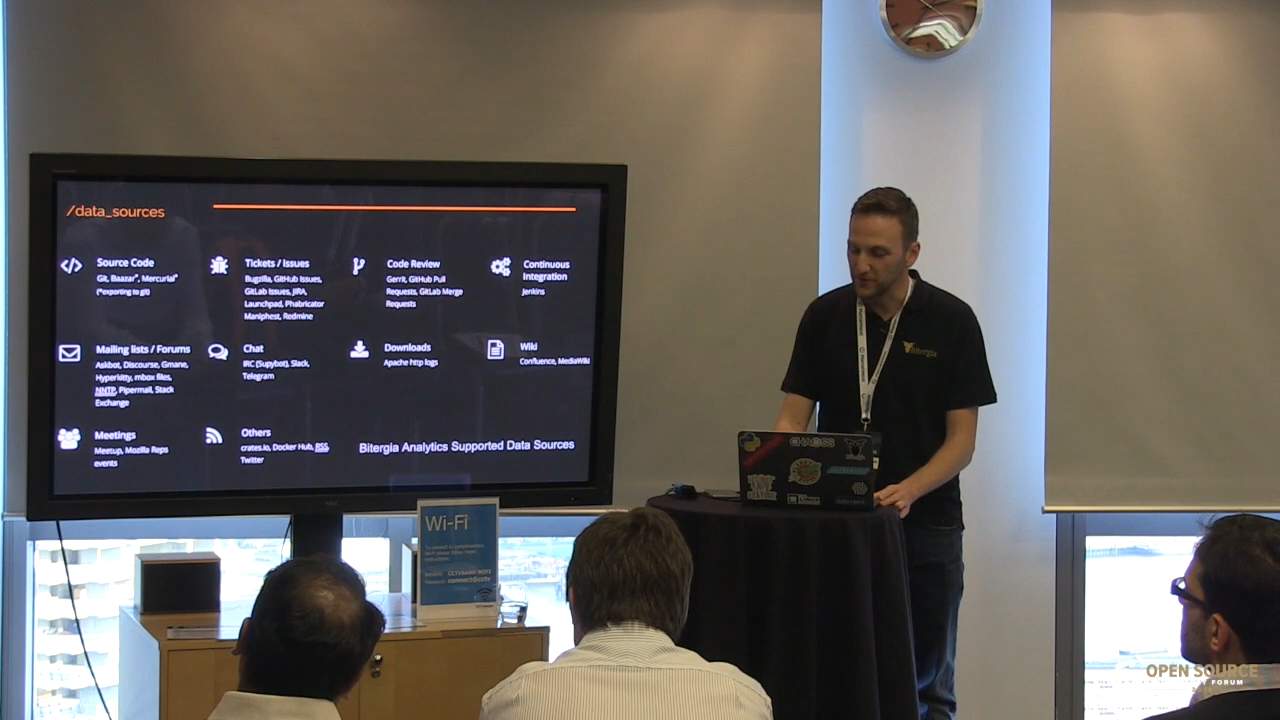 /data_sources
Source Code
Git, Baazar*, Mercurial*
(*exporting to git)
Tickets / Issues
Bugzilla, GitHub Issues,
GitLab Issues, JIRA,
Launchpad, Phabricator
Maniphest, Redmine
Code Review
Gerrit, GitHub Pull
Requests, GitLab Merge
Requests
Continuous
Integration
Jenkins
Mailing lists / Forums
Askbot, Discourse, Gmane,
Hyperkitty, mbox files,
NNTP, Pipermail, Stack
Exchange
Chat
IRC (Supybot), Slack,
Telegram
Downloads
Apache http logs
Wiki
Confluence, MediaWiki
Meetings
Meetup, Mozilla Reps
events
Others
crates.io, Docker Hub, RSS,
Twitter
Bitergia Analytics Supported Data Sources
Bitergia
CHAOSS
Wi-Fi
connect@cctv
OPEN SOURCE
FORUM